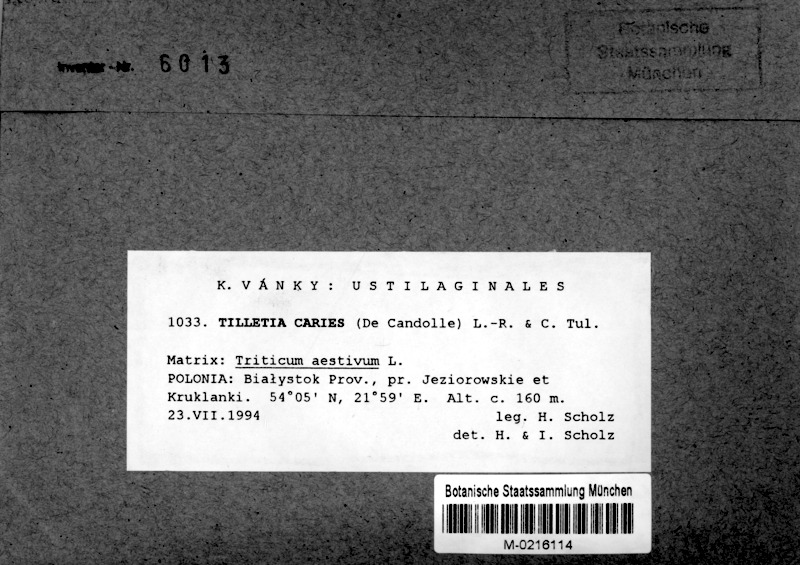 Botanische
Staatssammlung
München
Inventar-Nr. 6013
K. VÁNKY: USTILAGINALES
1033. TILLETIA CARIES (De Candolle) L.-R. & C. Tul.
Matrix: Triticum aestivum L.
POLONIA: Białystok Prov., pr. Jeziorowskie et
Kruklanki. 54°05' N, 21°59' E. Alt. c. 160 m.
23.VII.1994 leg. H. Scholz
det. H. & I. Scholz
Botanische Staatssammlung München
M-0216114